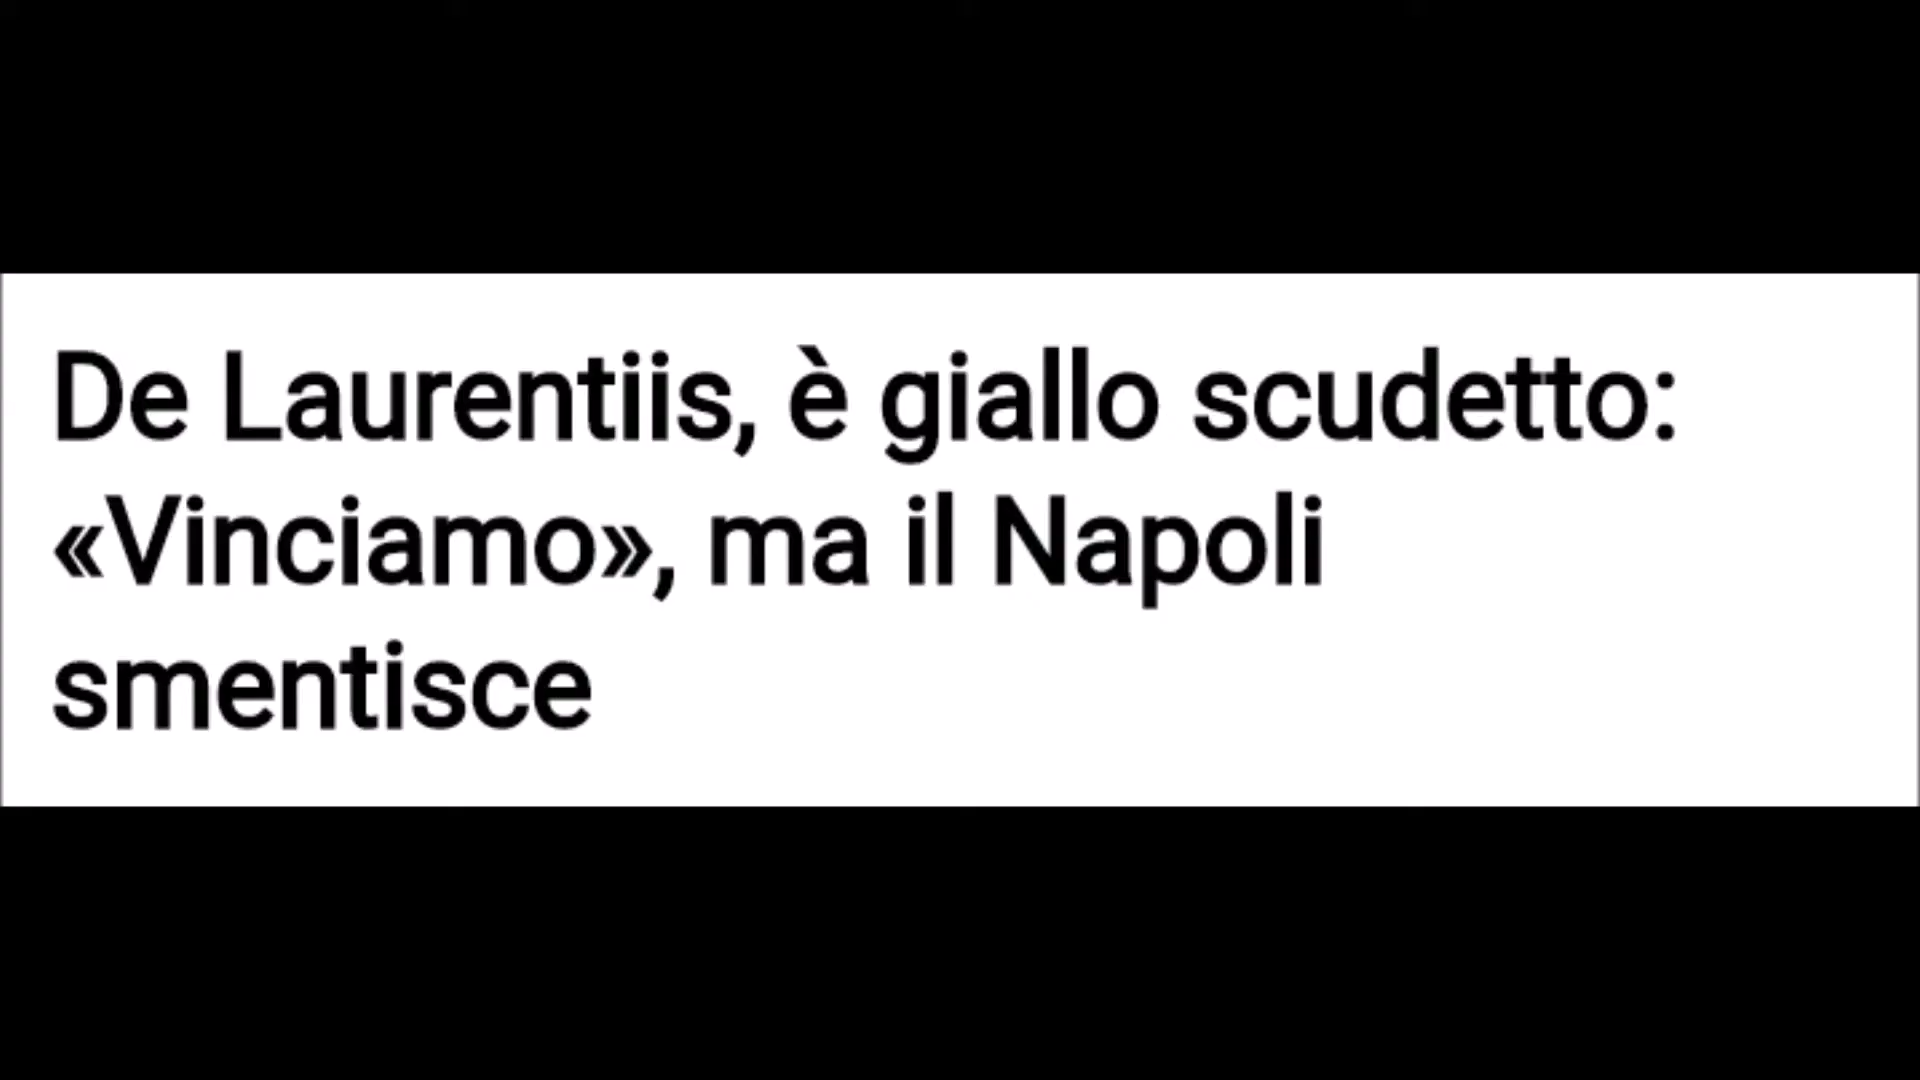 De Laurentiis, è giallo scudetto:
«Vinciamo», ma il Napoli
smentisce